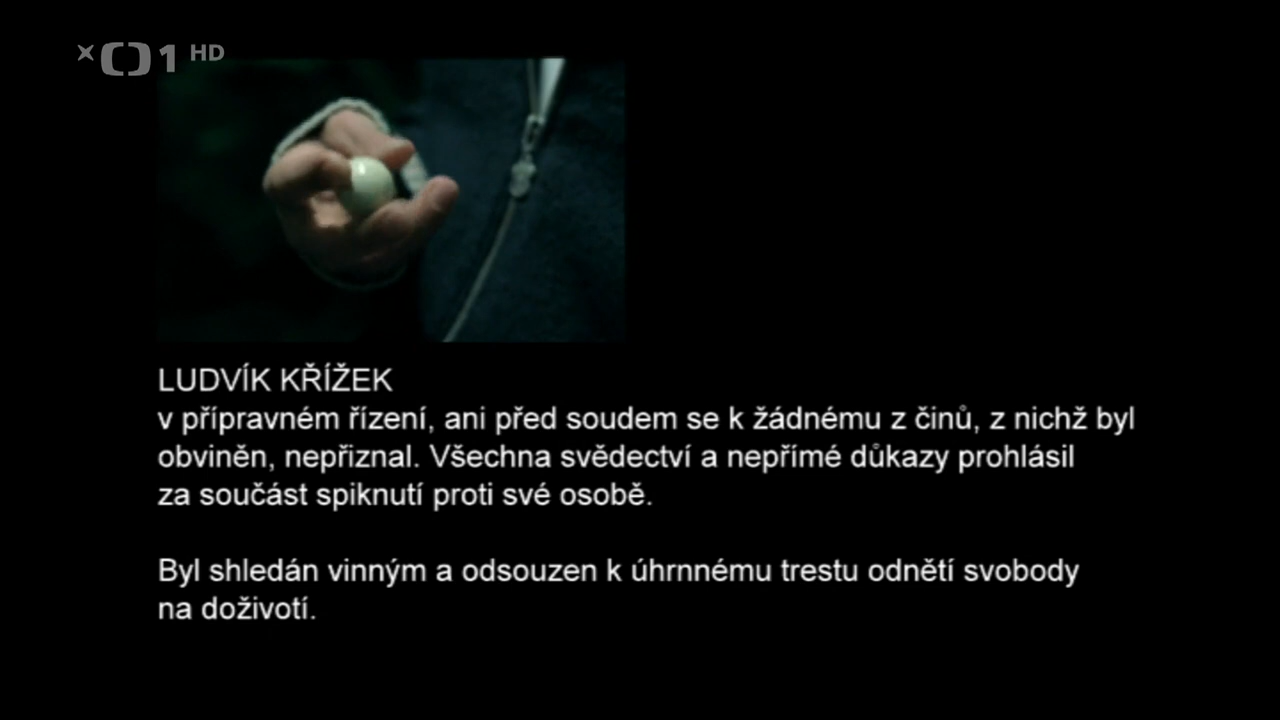 1 HD
LUDVÍK KŘÍŽEK
v přípravném řízení, ani před soudem se k žádnému z činů, z nichž byl
obviněn, nepřiznal. Všechna svědectví a nepřímé důkazy prohlásil
za součást spiknutí proti své osobě.
Byl shledán vinným a odsouzen k úhrnnému trestu odnětí svobody
na doživotí.